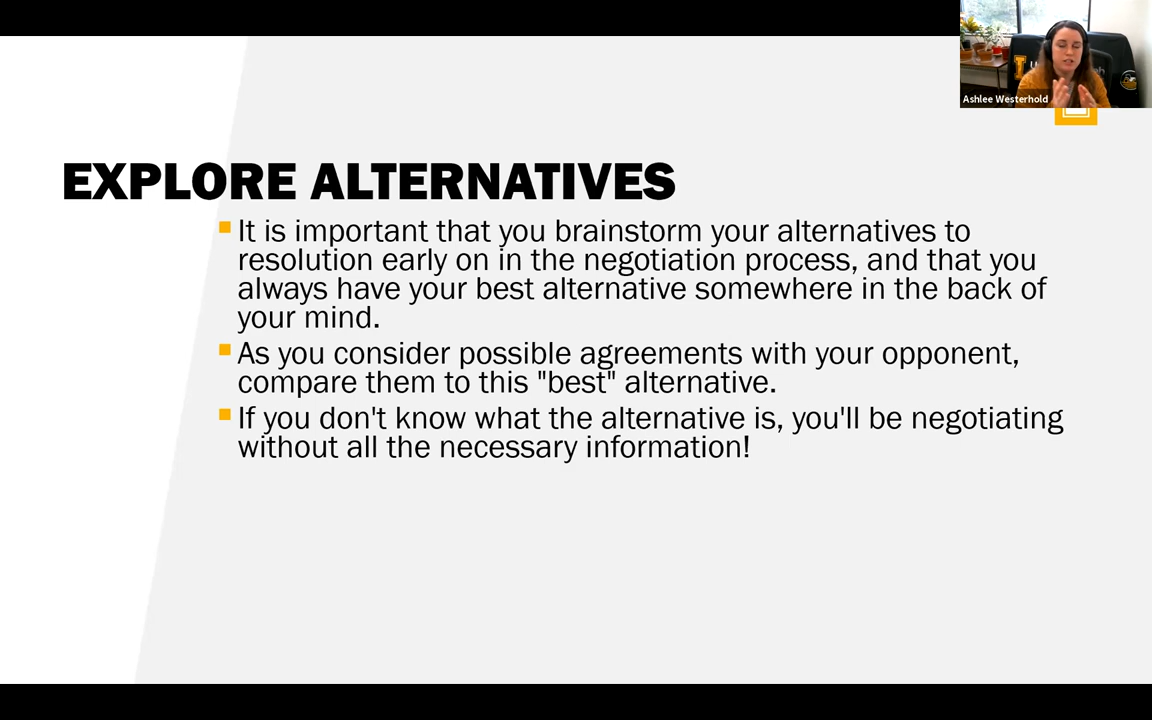 Ashlee Westerhold
EXPLORE ALTERNATIVES
It is important that you brainstorm your alternatives to
resolution early on in the negotiation process, and that you
always have your best alternative somewhere in the back of
your mind.
As you consider possible agreements with your opponent,
compare them to this "best" alternative.
If you don't know what the alternative is, you'll be negotiating
without all the necessary information!